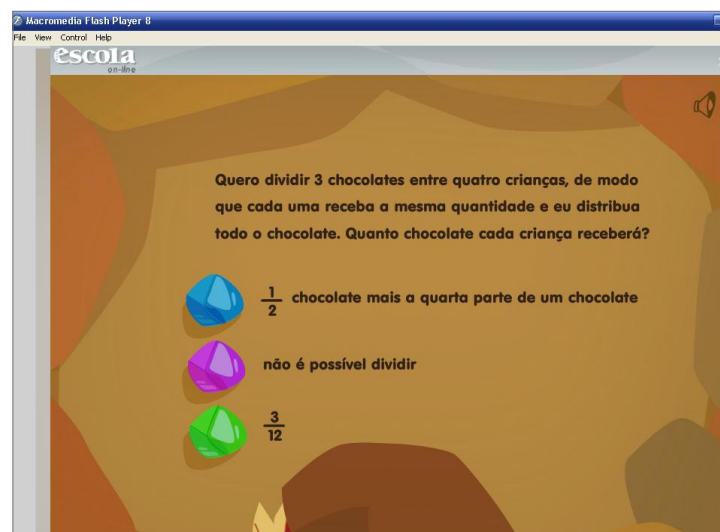 Macromedia Flash Player 8
File View Control Help
escola
on-line
Quero dividir 3 chocolates entre quatro crianças, de modo
que cada uma receba a mesma quantidade e eu distribua
todo o chocolate. Quanto chocolate cada criança receberá?
1/2 chocolate mais a quarta parte de um chocolate
não é possível dividir
3/12